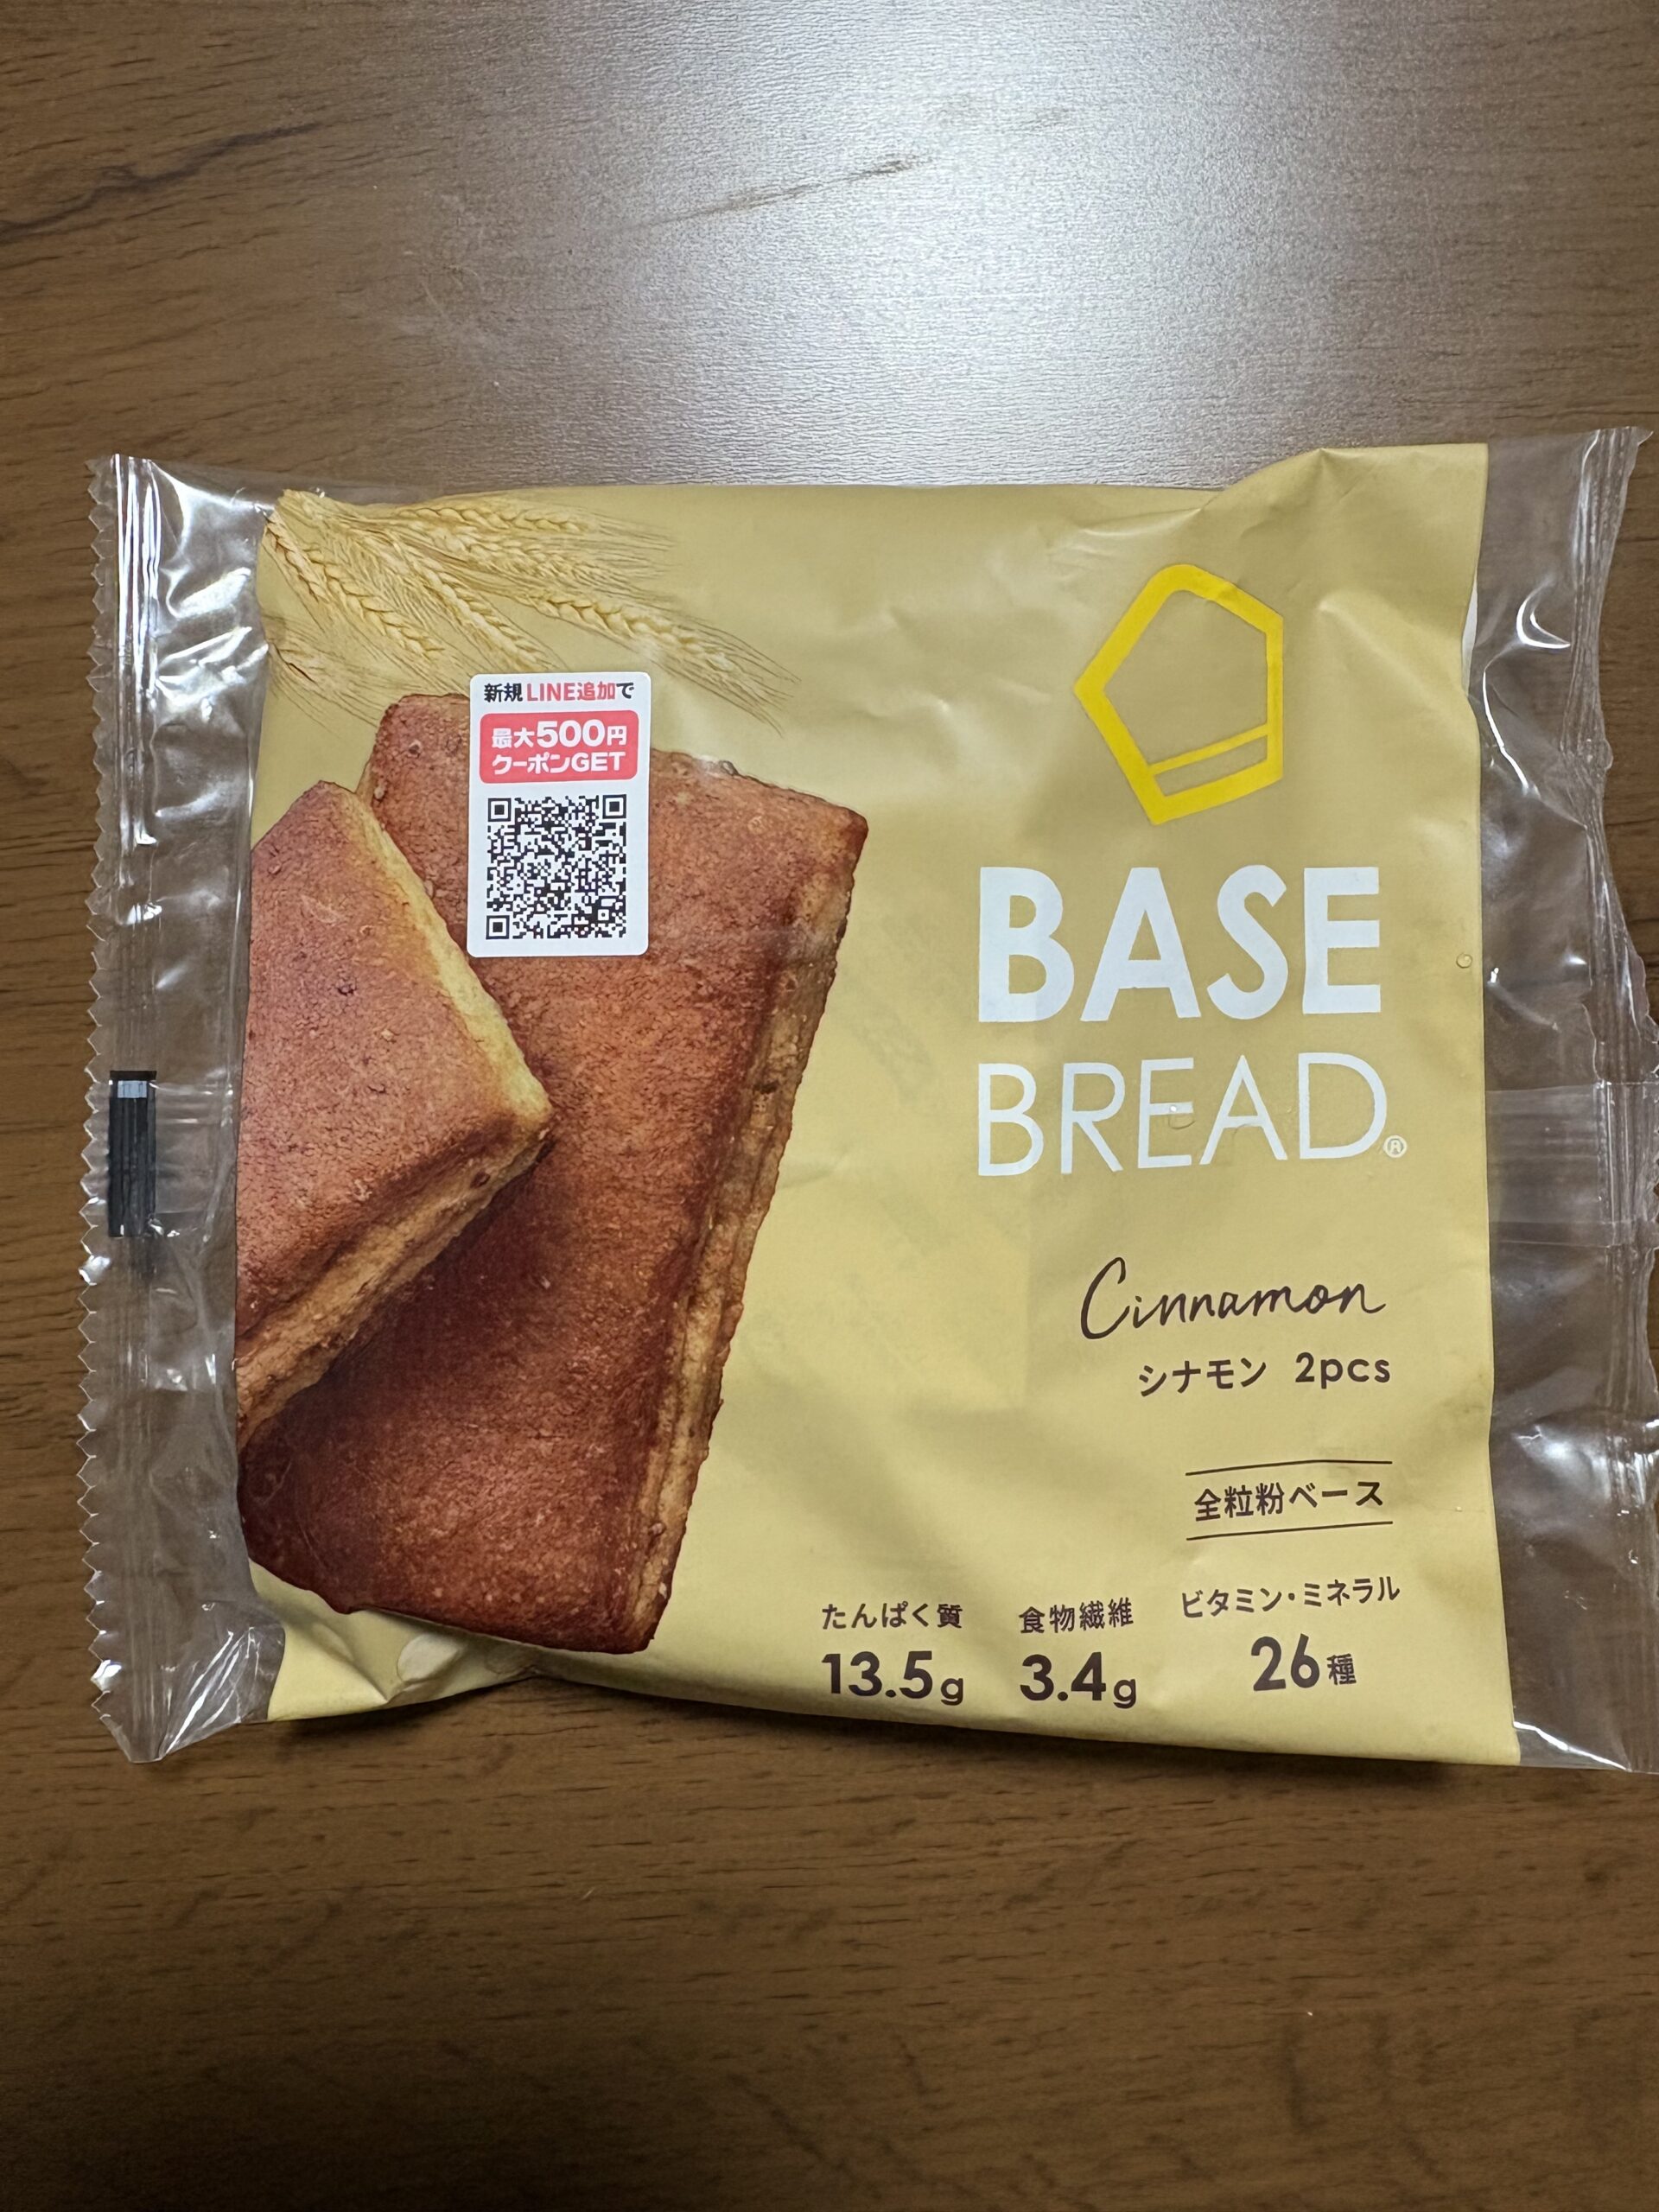 新規LINE追加で
最大500円
クーポンGET
BASE
BREAD®
Cinnamon
シナモン 2pcs
全粒粉ベース
たんぱく質
13.5g
食物繊維
3.4g
ビタミン・ミネラル
26種